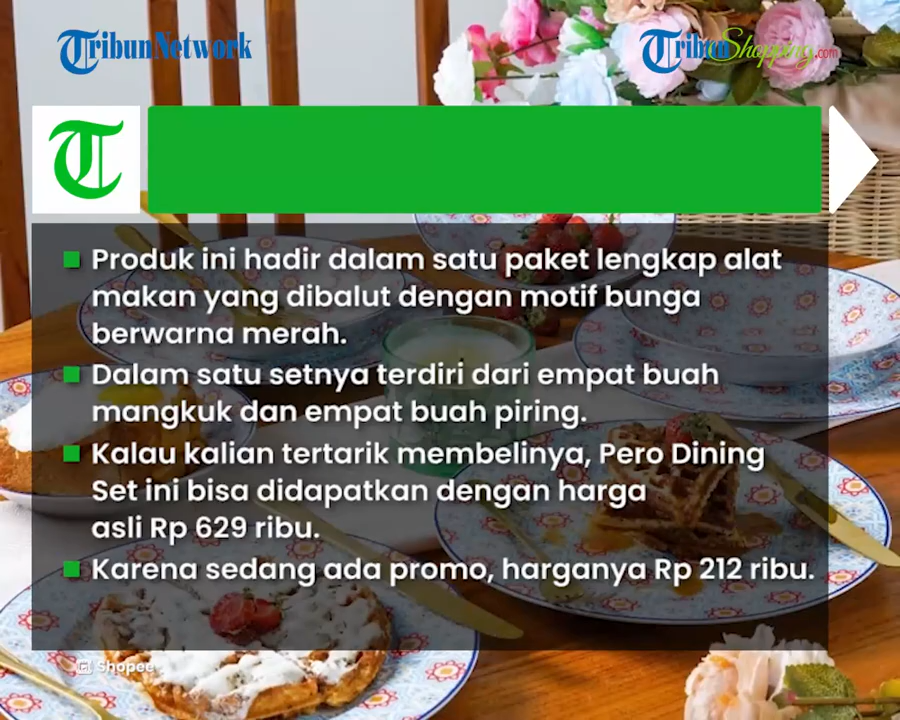 TribunNetwork
TribunShopping.com
T
Produk ini hadir dalam satu paket lengkap alat
makan yang dibalut dengan motif bunga
berwarna merah.
Dalam satu setnya terdiri dari empat buah
mangkuk dan empat buah piring.
Kalau kalian tertarik membelinya, Pero Dining
Set ini bisa didapatkan dengan harga
asli Rp 629 ribu.
Karena sedang ada promo, harganya Rp 212 ribu.
Shopee